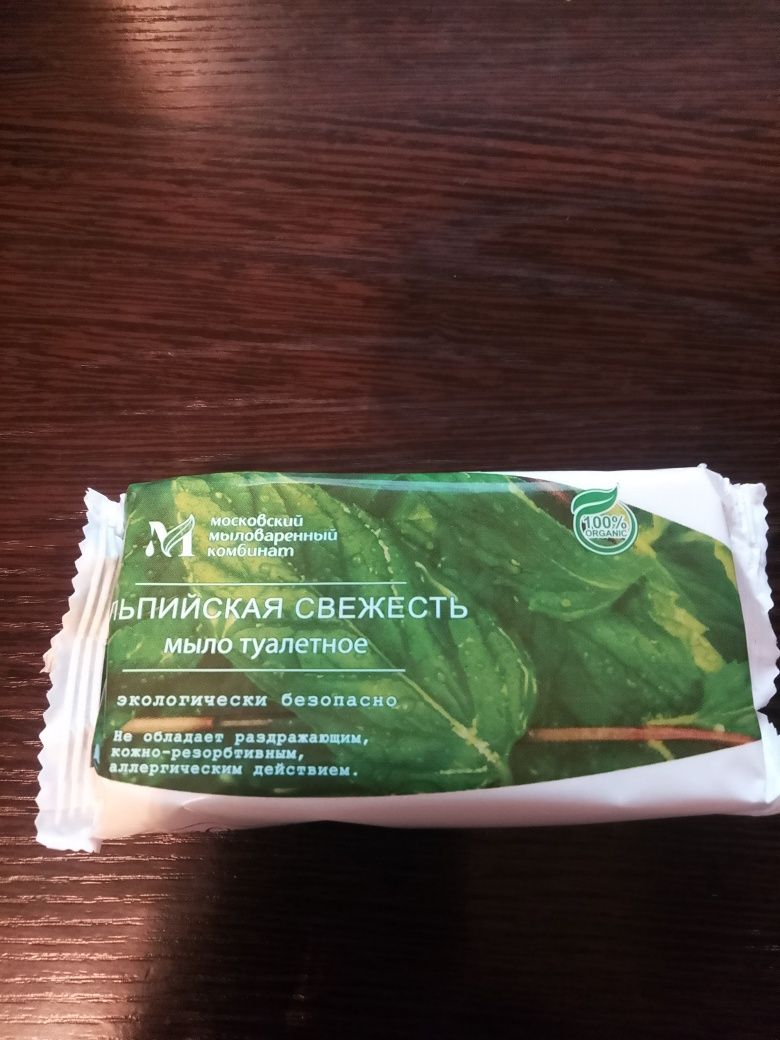 московский
мыловаренный
комбинат
100%
ORGANIC
ЛЬПИЙСКАЯ СВЕЖЕСТЬ
мыло туалетное
экологически безопасно
Не обладает раздражающим,
кожно-резорбтивным,
аллергическим действием.